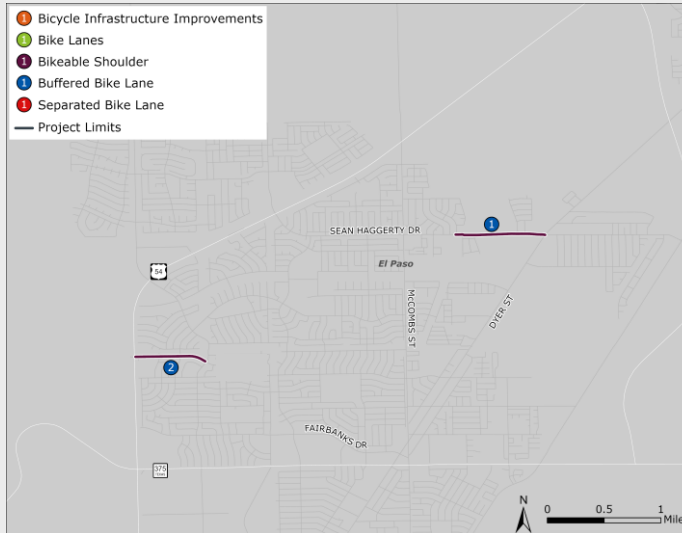 1 Bicycle Infrastructure Improvements
1 Bike Lanes
1 Bikeable Shoulder
1 Buffered Bike Lane
1 Separated Bike Lane
Project Limits
1
SEAN HAGGERTY DR
El Paso
54
McCOMBS ST
DYER ST
2
FAIRBANKS DR
375
N
0 0.5 1
Mile